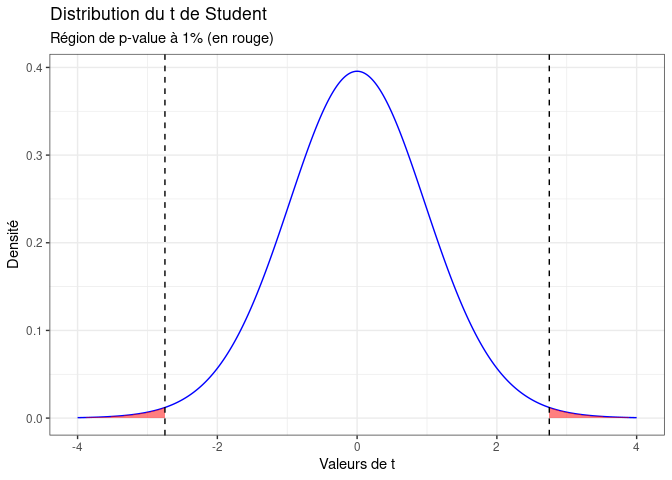 Distribution du t de Student
Région de p-value à 1% (en rouge)
Densité
0.4
0.3
0.2
0.1
0.0
-4
-2
0
2
4
Valeurs de t